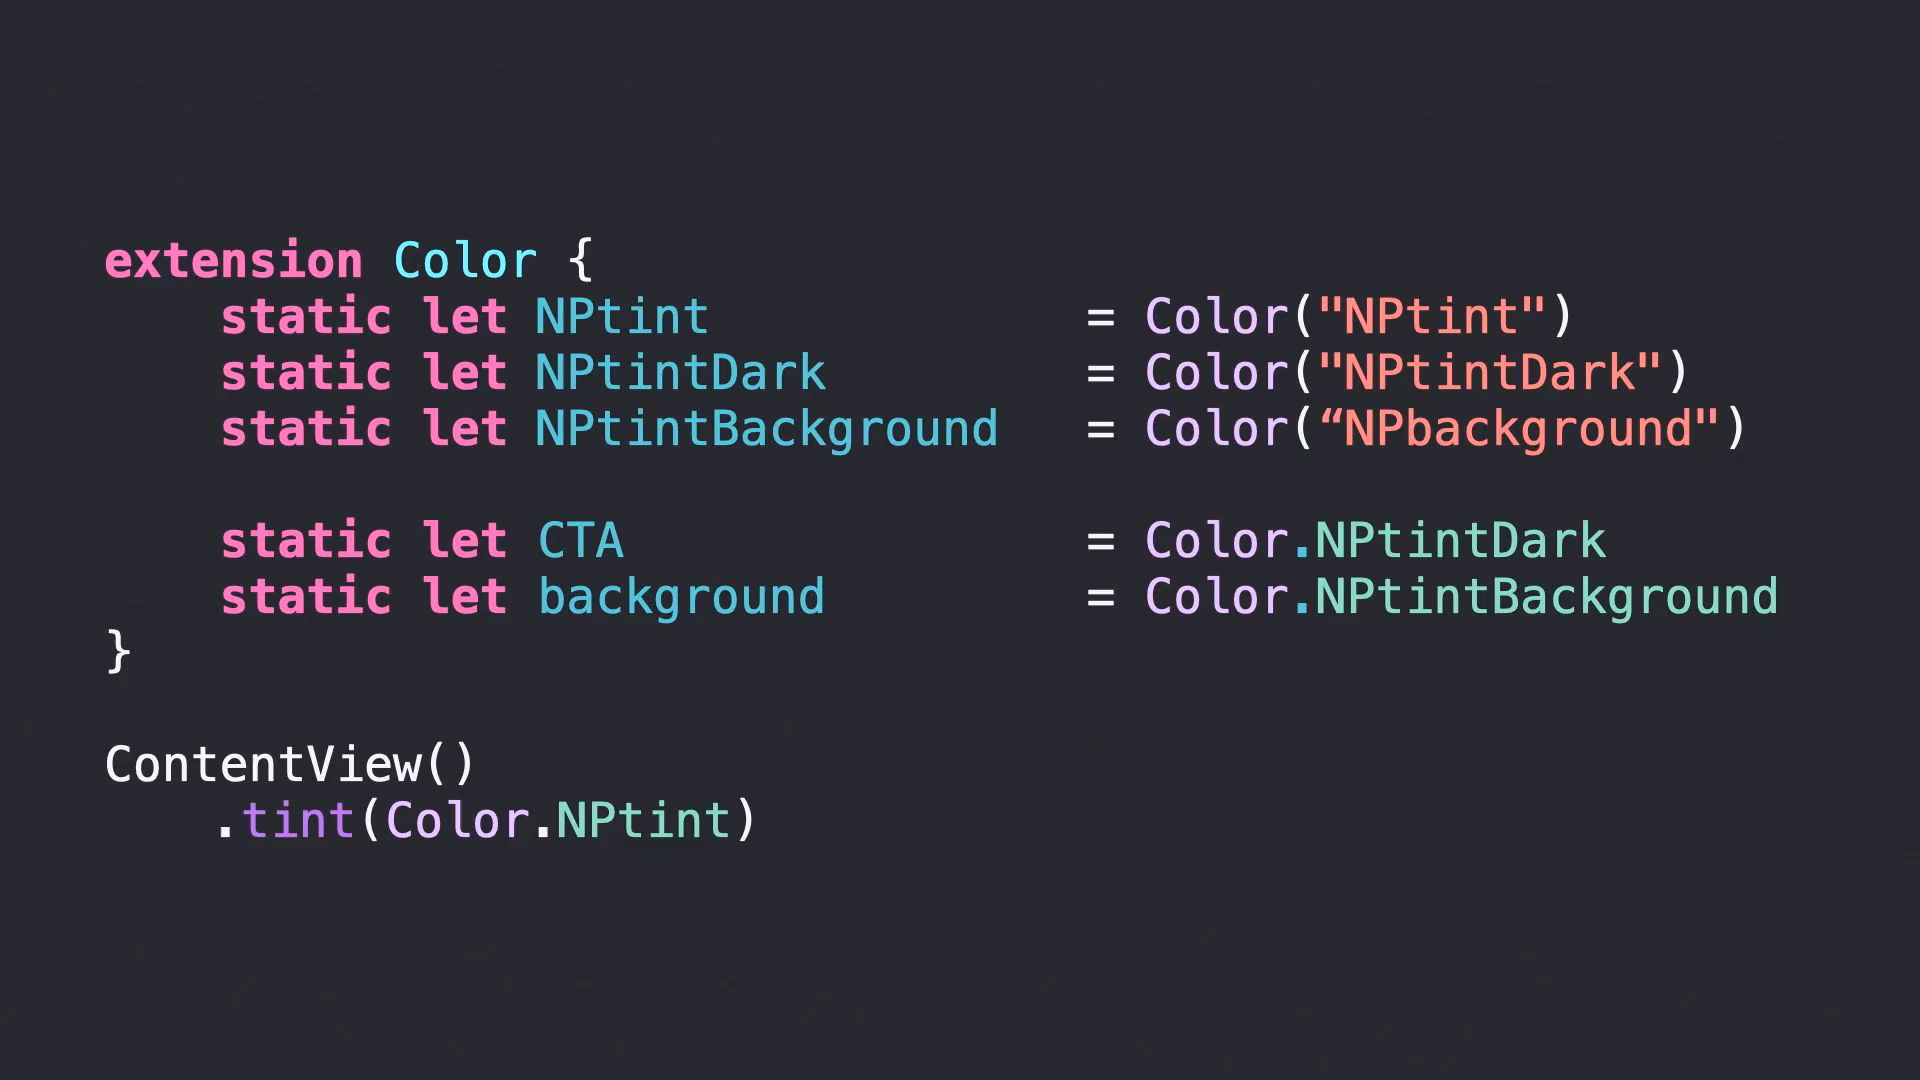 extension Color {
    static let NPtint             = Color("NPtint")
    static let NPtintDark         = Color("NPtintDark")
    static let NPtintBackground   = Color(“NPbackground")

    static let CTA                = Color.NPtintDark
    static let background         = Color.NPtintBackground
}

ContentView()
    .tint(Color.NPtint)